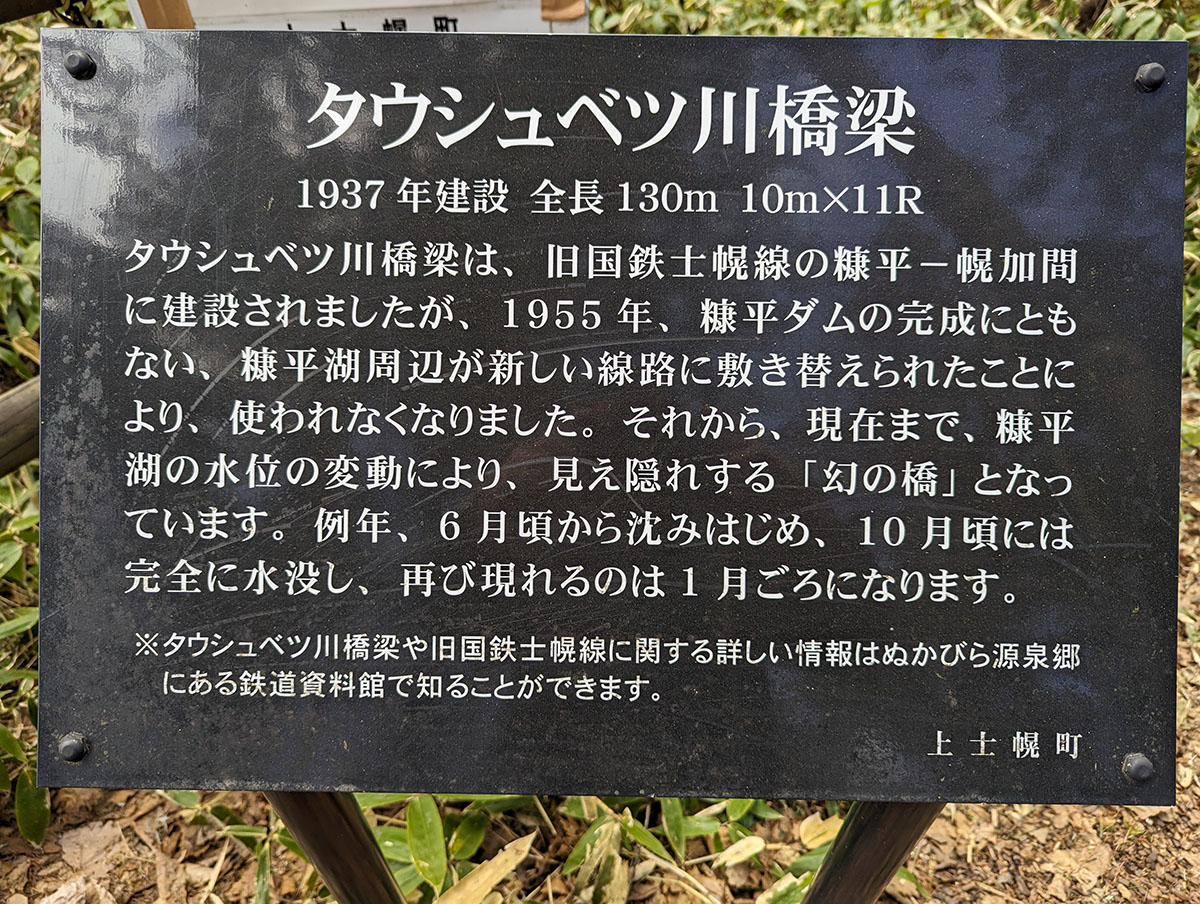 上士幌町
タウシュベツ川橋梁
1937年建設 全長130m 10m×11R
タウシュベツ川橋梁は、旧国鉄士幌線の糠平－幌加間
に建設されましたが、1955年、糠平ダムの完成にとも
ない、糠平湖周辺が新しい線路に敷き替えられたことに
より、使われなくなりました。それから、現在まで、糠平
湖の水位の変動により、見え隠れする「幻の橋」となっ
ています。例年、6月頃から沈みはじめ、10月頃には
完全に水没し、再び現れるのは1月ごろになります。
※タウシュベツ川橋梁や旧国鉄士幌線に関する詳しい情報はぬかびら源泉郷
にある鉄道資料館で知ることができます。
上士幌町